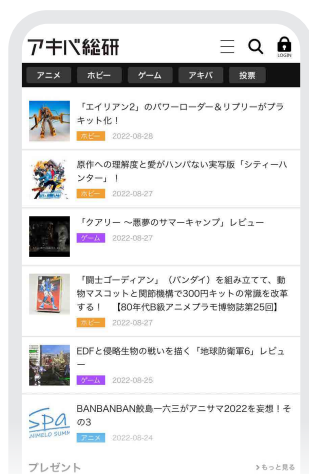 アキバ総研
LOGIN
アニメ ホビー ゲーム アキバ 投票
「エイリアン2」のパワーローダー＆リプリーがプラ
キット化！
ホビー 2022-08-28
原作への理解度と愛がハンパない実写版「シティーハ
ンター」！
ホビー 2022-08-27
「クアリー ～悪夢のサマーキャンプ」レビュー
ゲーム 2022-08-27
「闘士ゴーディアン」（バンダイ）を組み立てて、動
物マスコットと関節機構で300円キットの常識を改革
する！ 【80年代B級アニメプラモ博物誌第25回】
ホビー 2022-08-27
EDFと侵略生物の戦いを描く「地球防衛軍6」レビュ
ー
ゲーム 2022-08-25
Spa
ANIMELO SUMM
BANBANBAN鮫島一六三がアニサマ2022を妄想！そ
の3
アニメ 2022-08-24
プレゼント
もっと見る